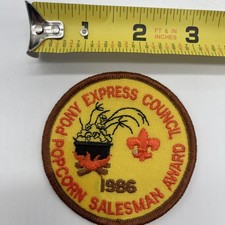 FT & IN
INCHES
1 2 3
PONY EXPRESS COUNCIL
1986
POPCORN SALESMAN AWARD